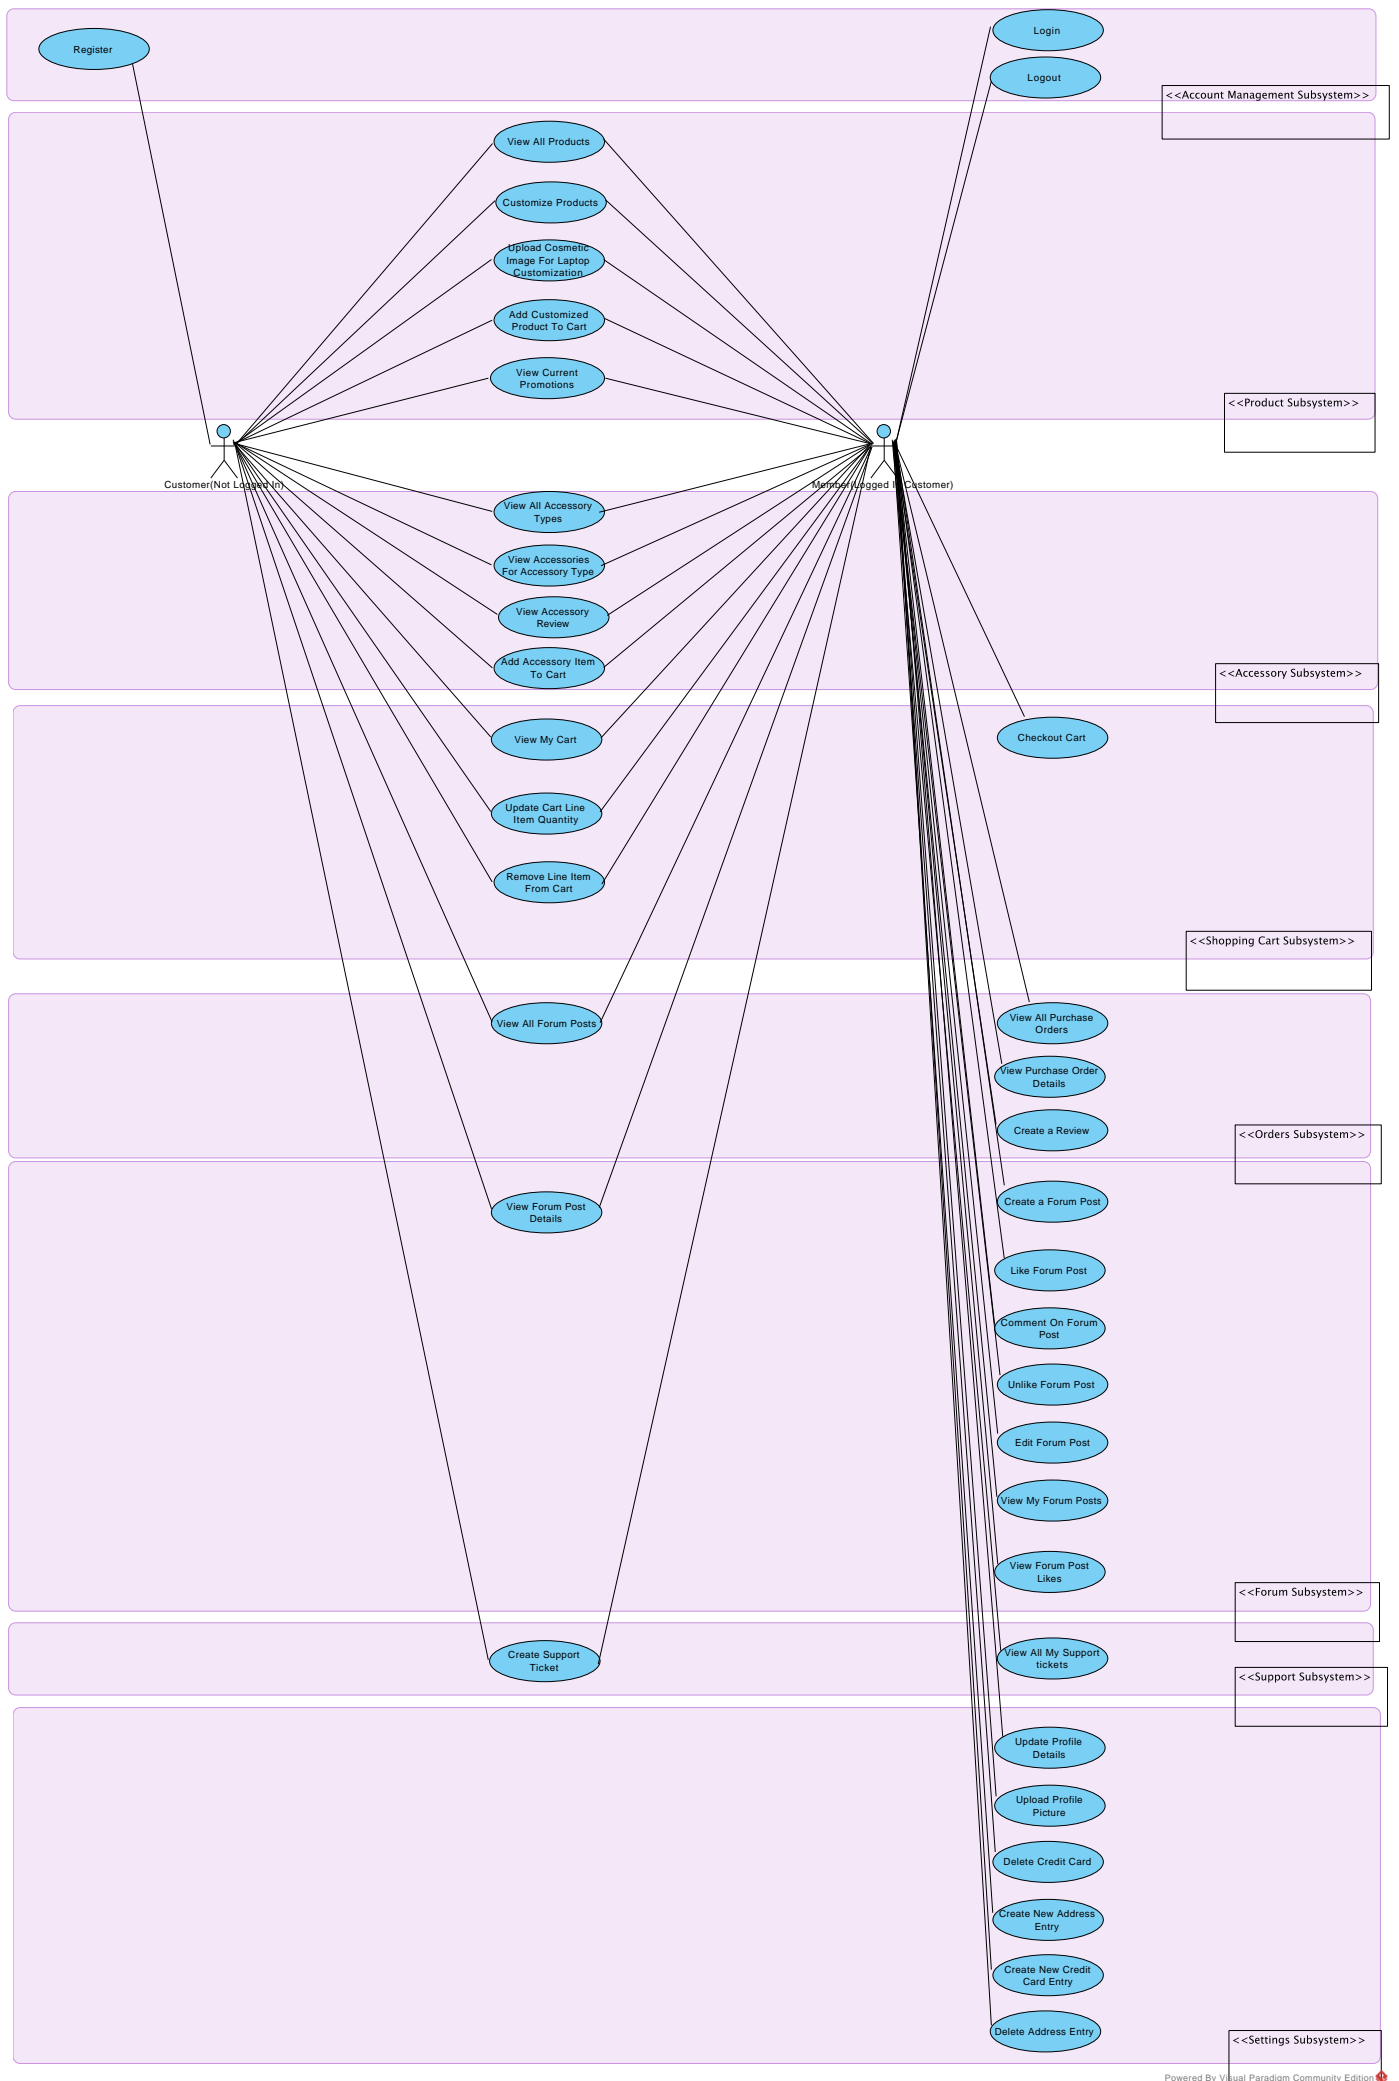 Login
Register
Logout
<<Account Management Subsystem>>
View All Products
Customize Products
Upload Cosmetic
Image For Laptop
Customization
Add Customized
Product To Cart
View Current
Promotions
<<Product Subsystem>>
Customer(Not Logged In)
Member(Logged In Customer)
View All Accessory
Types
View Accessories
For Accessory Type
View Accessory
Review
Add Accessory Item
To Cart
<<Accessory Subsystem>>
View My Cart
Checkout Cart
Update Cart Line
Item Quantity
Remove Line Item
From Cart
<<Shopping Cart Subsystem>>
View All Forum Posts
View All Purchase
Orders
View Purchase Order
Details
Create a Review
<<Orders Subsystem>>
Create a Forum Post
View Forum Post
Details
Like Forum Post
Comment On Forum
Post
Unlike Forum Post
Edit Forum Post
View My Forum Posts
View Forum Post
Likes
<<Forum Subsystem>>
Create Support
Ticket
View All My Support
tickets
<<Support Subsystem>>
Update Profile
Details
Upload Profile
Picture
Delete Credit Card
Create New Address
Entry
Create New Credit
Card Entry
Delete Address Entry
<<Settings Subsystem>>
Powered By Visual Paradigm Community Edition